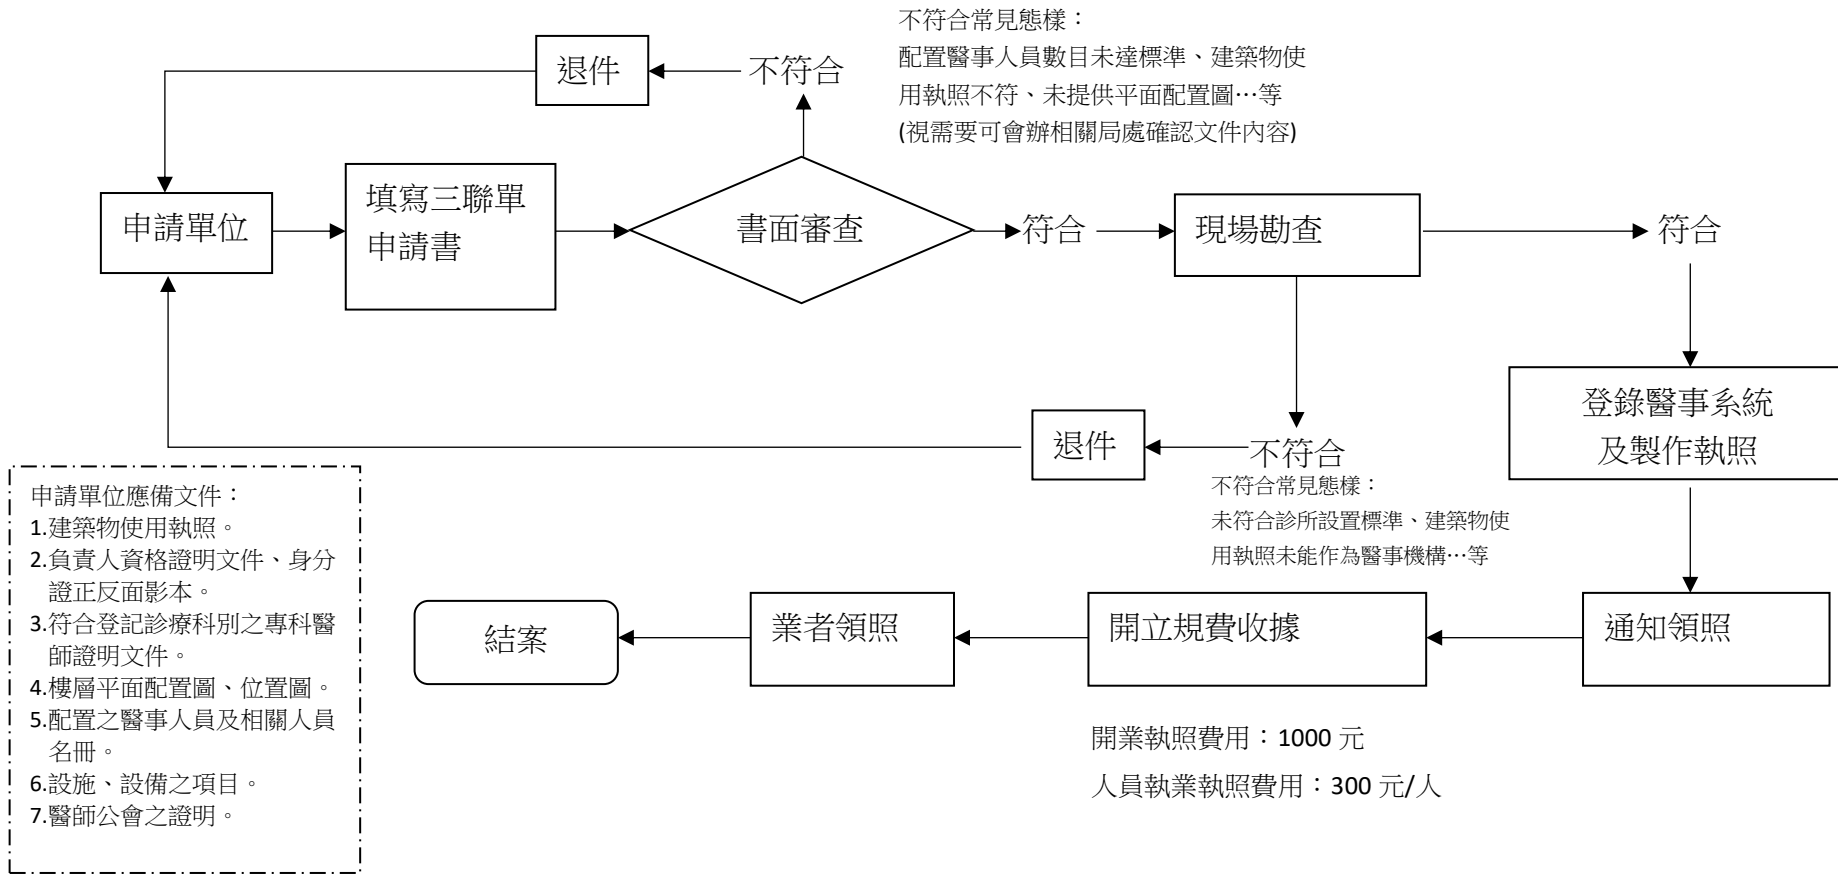 不符合常見態樣：
配置醫事人員數目未達標準、建築物使
用執照不符、未提供平面配置圖…等
(視需要可會辦相關局處確認文件內容)
退件
不符合
申請單位
填寫三聯單
申請書
書面審查
符合
現場勘查
符合
登錄醫事系統
及製作執照
退件
不符合
不符合常見態樣：
未符合診所設置標準、建築物使
用執照未能作為醫事機構…等
申請單位應備文件：
1.建築物使用執照。
2.負責人資格證明文件、身分
證正反面影本。
3.符合登記診療科別之專科醫
師證明文件。
4.樓層平面配置圖、位置圖。
5.配置之醫事人員及相關人員
名冊。
6.設施、設備之項目。
7.醫師公會之證明。
結案
業者領照
開立規費收據
通知領照
開業執照費用：1000 元
人員執業執照費用：300 元/人